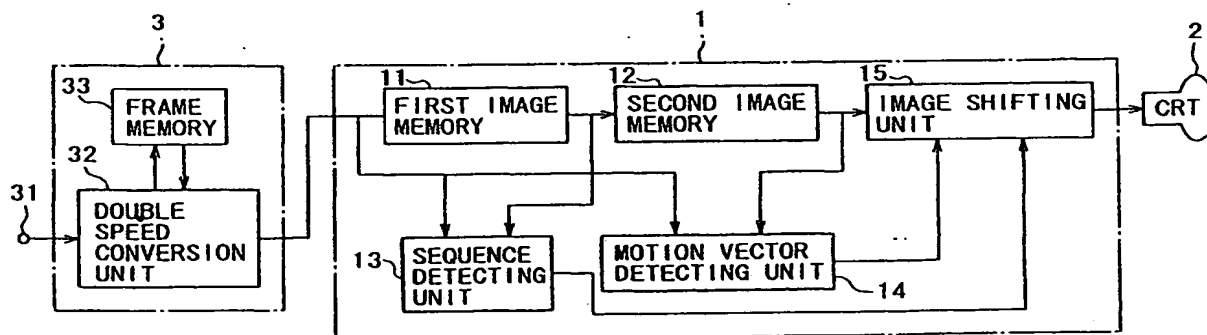 3
1
2
33
FRAME
MEMORY
11
FIRST IMAGE
MEMORY
12
SECOND IMAGE
MEMORY
15
IMAGE SHIFTING
UNIT
CRT
31
32
DOUBLE
SPEED
CONVERSION
UNIT
13
SEQUENCE
DETECTING
UNIT
MOTION VECTOR
DETECTING UNIT
14